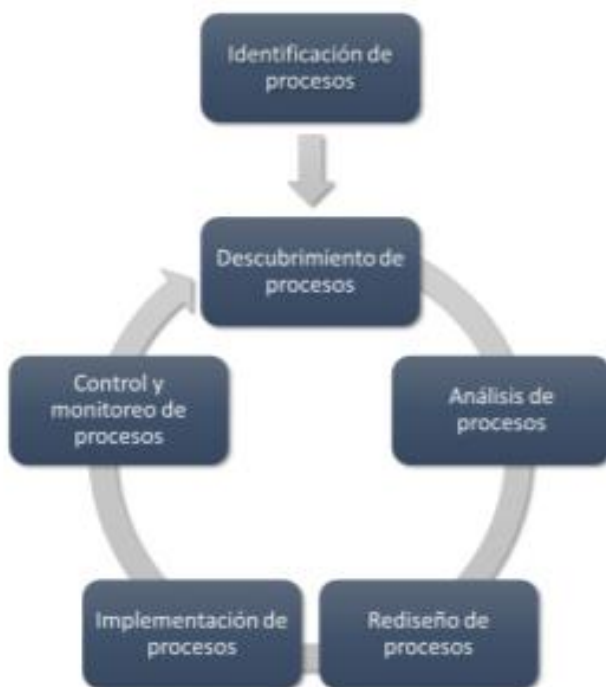 Identificación de
procesos
Descubrimiento de
procesos
Análisis de
procesos
Rediseño de
procesos
Implementación de
procesos
Control y
monitoreo de
procesos